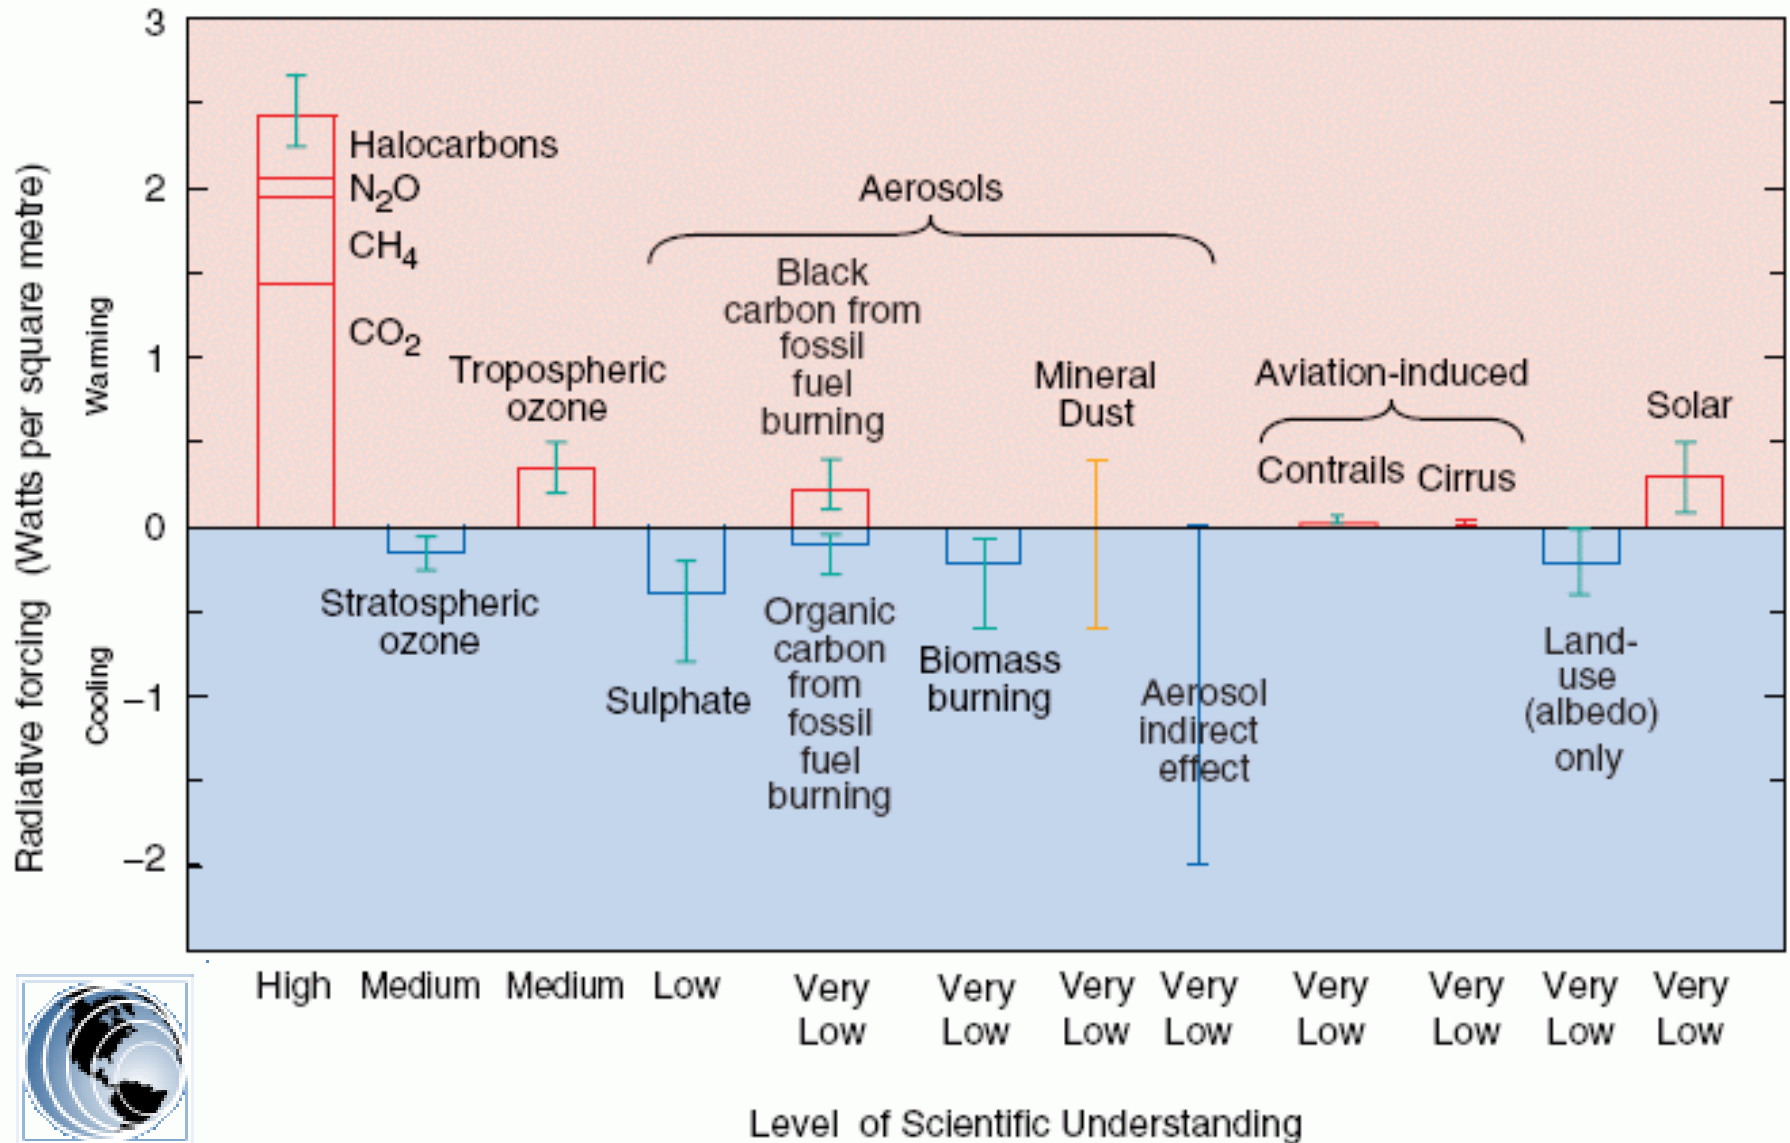 Radiative forcing (Watts per square metre)
Warming
Cooling
3
2
1
0
−1
−2
Halocarbons
N₂O
CH₄
CO₂
Stratospheric
ozone
Tropospheric
ozone
Aerosols
Sulphate
Black
carbon from
fossil
fuel
burning
Organic
carbon
from
fossil
fuel
burning
Biomass
burning
Mineral
Dust
Aerosol
indirect
effect
Aviation-induced
Contrails
Cirrus
Land-
use
(albedo)
only
Solar
High
Medium
Medium
Low
Very
Low
Very
Low
Very
Low
Very
Low
Very
Low
Very
Low
Very
Low
Very
Low
Level of Scientific Understanding